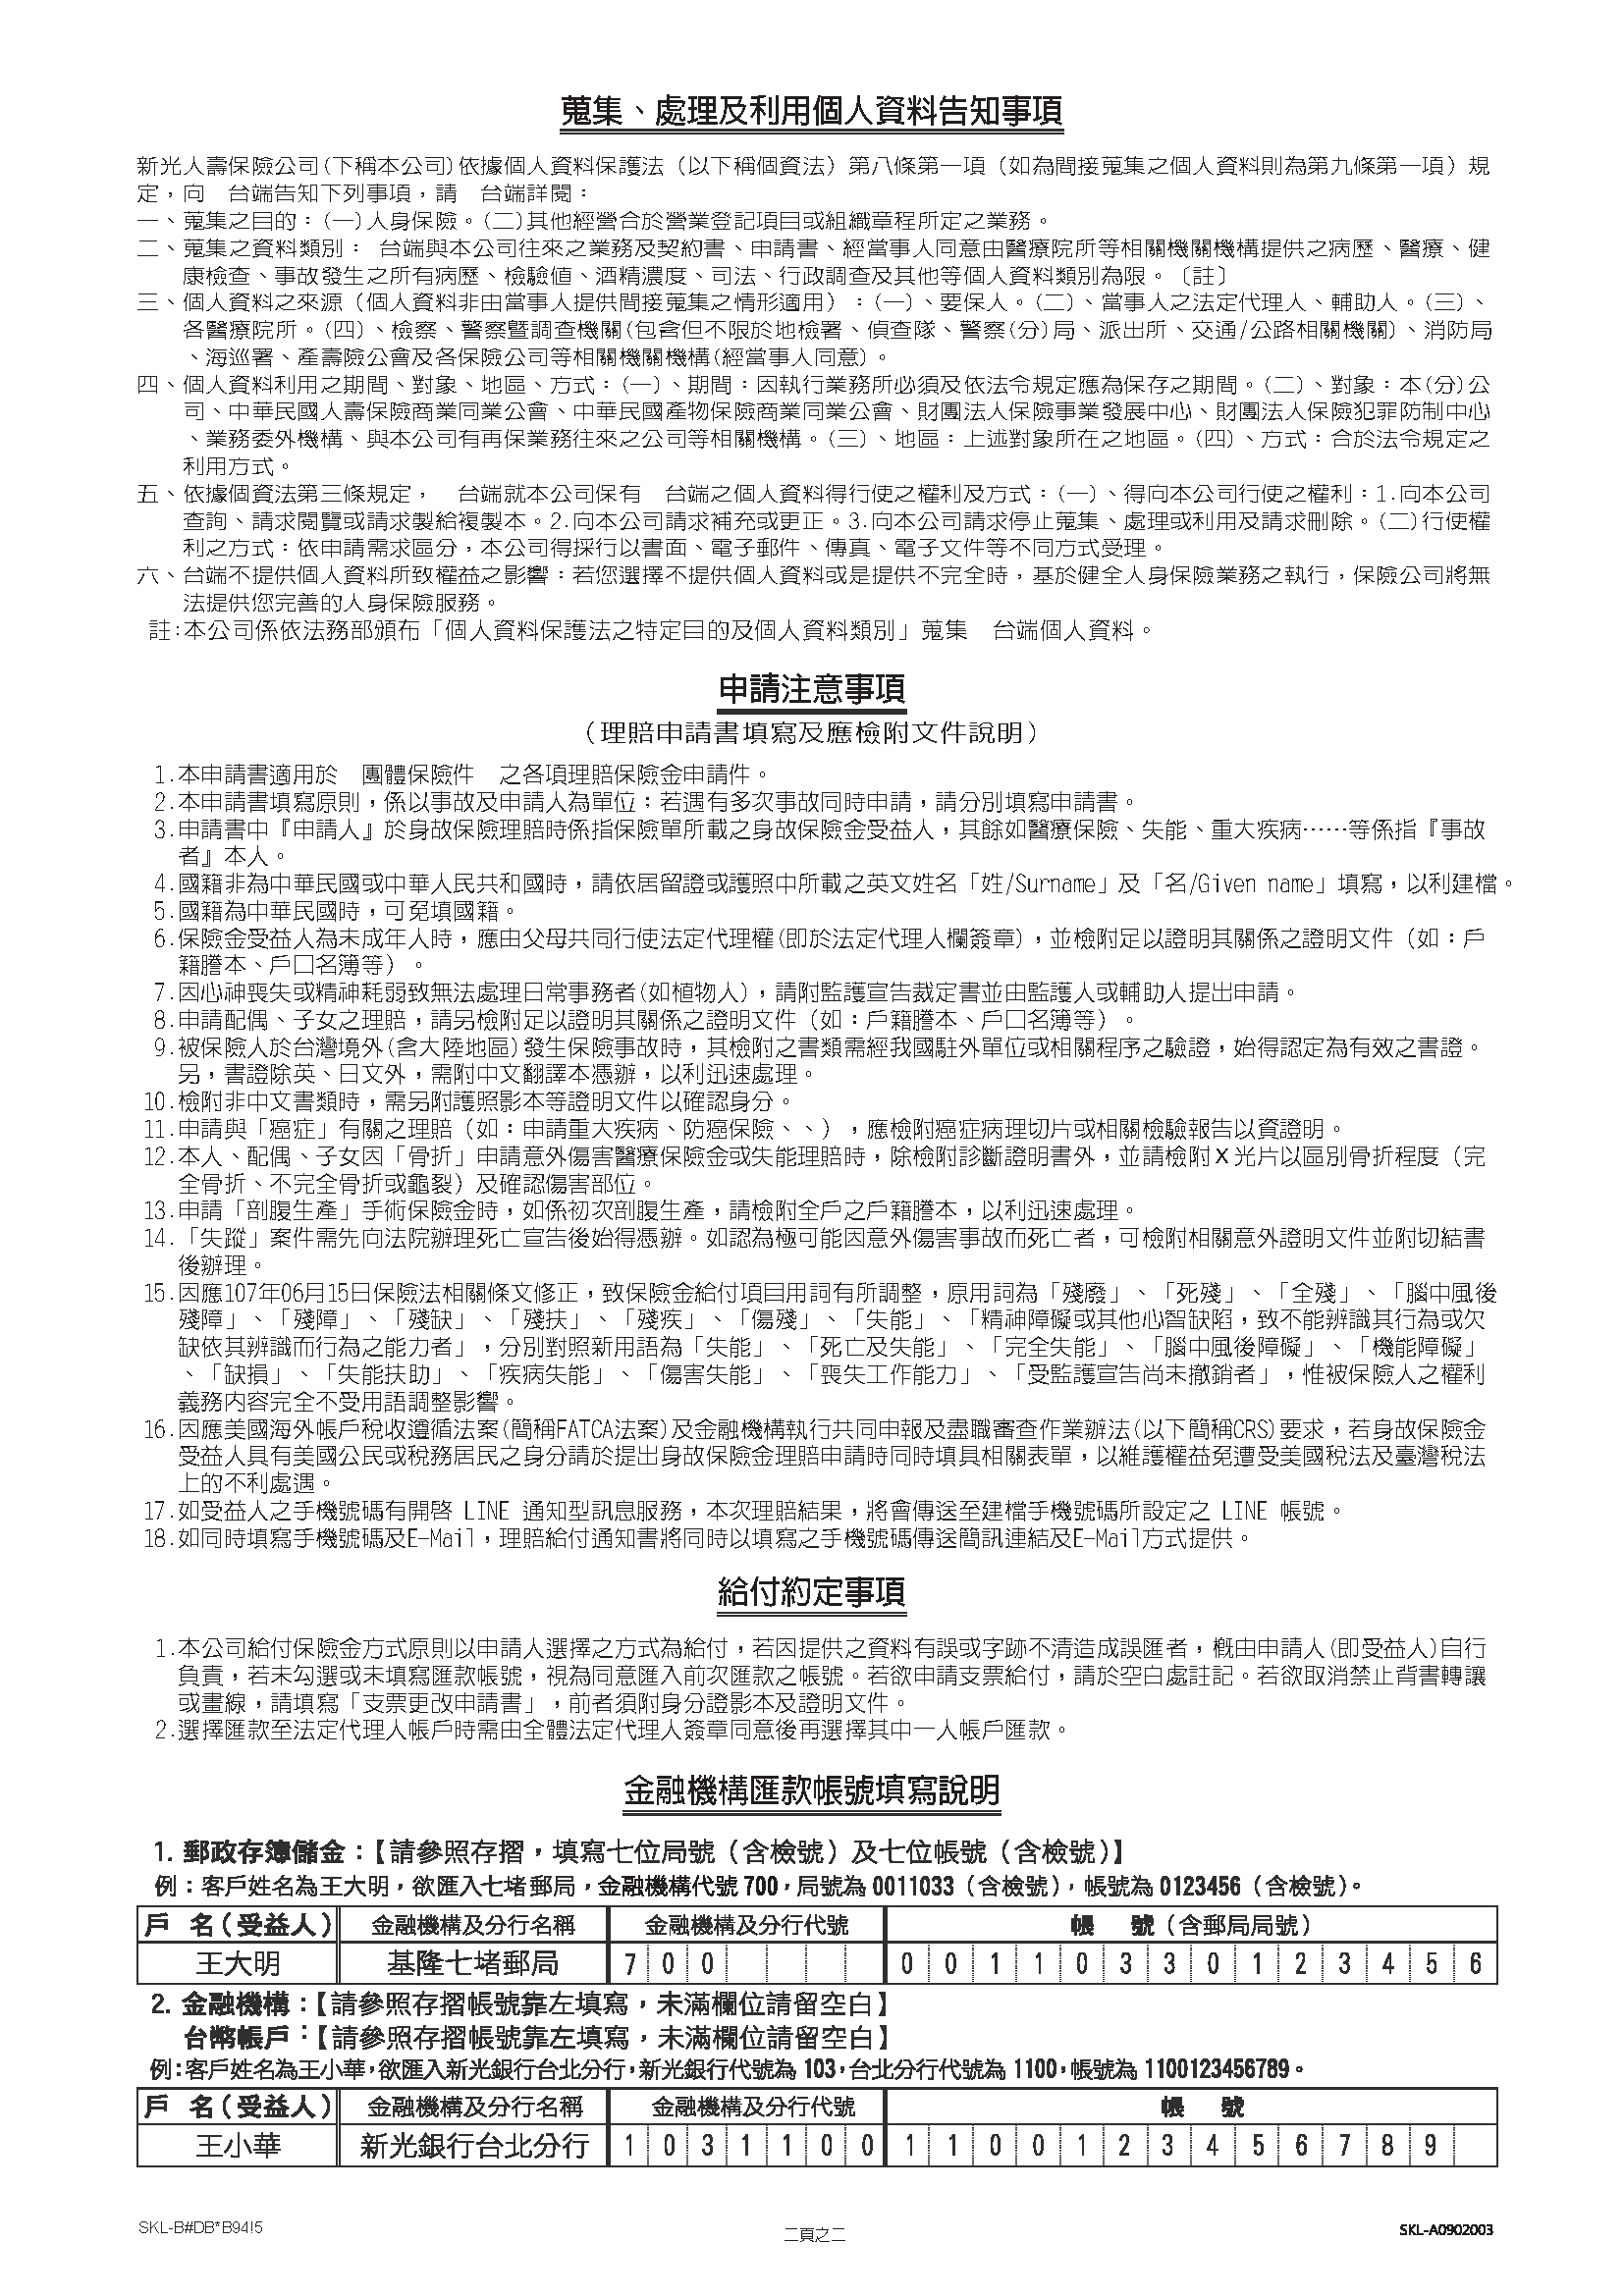 蒐集、處理及利用個人資料告知事項
新光人壽保險公司(下稱本公司)依據個人資料保護法（以下稱個資法）第八條第一項（如為間接蒐集之個人資料則為第九條第一項）規
定，向　台端告知下列事項，請　台端詳閱：
一、蒐集之目的：(一)人身保險。(二)其他經營合於營業登記項目或組織章程所定之業務。
二、蒐集之資料類別：　台端與本公司往來之業務及契約書、申請書、經當事人同意由醫療院所等相關機關機構提供之病歷、醫療、健
康檢查、事故發生之所有病歷、檢驗值、酒精濃度、司法、行政調查及其他等個人資料類別為限。〔註〕
三、個人資料之來源（個人資料非由當事人提供間接蒐集之情形適用）：(一)、要保人。(二)、當事人之法定代理人、輔助人。(三)、
各醫療院所。(四)、檢察、警察暨調查機關(包含但不限於地檢署、偵查隊、警察(分)局、派出所、交通/公路相關機關)、消防局
、海巡署、產壽險公會及各保險公司等相關機關機構(經當事人同意)。
四、個人資料利用之期間、對象、地區、方式：(一)、期間：因執行業務所必須及依法令規定應為保存之期間。(二)、對象：本(分)公
司、中華民國人壽保險商業同業公會、中華民國產物保險商業同業公會、財團法人保險事業發展中心、財團法人保險犯罪防制中心
、業務委外機構、與本公司有再保業務往來之公司等相關機構。(三)、地區：上述對象所在之地區。(四)、方式：合於法令規定之
利用方式。
五、依據個資法第三條規定，　台端就本公司保有　台端之個人資料得行使之權利及方式：(一)、得向本公司行使之權利：1.向本公司
查詢、請求閱覽或請求製給複製本。2.向本公司請求補充或更正。3.向本公司請求停止蒐集、處理或利用及請求刪除。(二)行使權
利之方式：依申請需求區分，本公司得採行以書面、電子郵件、傳真、電子文件等不同方式受理。
六、台端不提供個人資料所致權益之影響：若您選擇不提供個人資料或是提供不完全時，基於健全人身保險業務之執行，保險公司將無
法提供您完善的人身保險服務。
註:本公司係依法務部頒布「個人資料保護法之特定目的及個人資料類別」蒐集　台端個人資料。
申請注意事項
（理賠申請書填寫及應檢附文件說明）
1.本申請書適用於　團體保險件　之各項理賠保險金申請件。
2.本申請書填寫原則，係以事故及申請人為單位；若遇有多次事故同時申請，請分別填寫申請書。
3.申請書中『申請人』於身故保險理賠時係指保險單所載之身故保險金受益人，其餘如醫療保險、失能、重大疾病……等係指『事故
者』本人。
4.國籍非為中華民國或中華人民共和國時，請依居留證或護照中所載之英文姓名「姓/Surname」及「名/Given name」填寫，以利建檔。
5.國籍為中華民國時，可免填國籍。
6.保險金受益人為未成年人時，應由父母共同行使法定代理權(即於法定代理人欄簽章)，並檢附足以證明其關係之證明文件（如：戶
籍謄本、戶口名簿等）。
7.因心神喪失或精神耗弱致無法處理日常事務者(如植物人)，請附監護宣告裁定書並由監護人或輔助人提出申請。
8.申請配偶、子女之理賠，請另檢附足以證明其關係之證明文件（如：戶籍謄本、戶口名簿等）。
9.被保險人於台灣境外(含大陸地區)發生保險事故時，其檢附之書類需經我國駐外單位或相關程序之驗證，始得認定為有效之書證。
另，書證除英、日文外，需附中文翻譯本憑辦，以利迅速處理。
10.檢附非中文書類時，需另附護照影本等證明文件以確認身分。
11.申請與「癌症」有關之理賠（如：申請重大疾病、防癌保險、、），應檢附癌症病理切片或相關檢驗報告以資證明。
12.本人、配偶、子女因「骨折」申請意外傷害醫療保險金或失能理賠時，除檢附診斷證明書外，並請檢附X光片以區別骨折程度（完
全骨折、不完全骨折或龜裂）及確認傷害部位。
13.申請「剖腹生產」手術保險金時，如係初次剖腹生產，請檢附全戶之戶籍謄本，以利迅速處理。
14.「失蹤」案件需先向法院辦理死亡宣告後始得憑辦。如認為極可能因意外傷害事故而死亡者，可檢附相關意外證明文件並附切結書
後辦理。
15.因應107年06月15日保險法相關條文修正，致保險金給付項目用詞有所調整，原用詞為「殘廢」、「死殘」、「全殘」、「腦中風後
殘障」、「殘障」、「殘缺」、「殘扶」、「殘疾」、「傷殘」、「失能」、「精神障礙或其他心智缺陷，致不能辨識其行為或欠
缺依其辨識而行為之能力者」，分別對照新用語為「失能」、「死亡及失能」、「完全失能」、「腦中風後障礙」、「機能障礙」
、「缺損」、「失能扶助」、「疾病失能」、「傷害失能」、「喪失工作能力」、「受監護宣告尚未撤銷者」，惟被保險人之權利
義務內容完全不受用語調整影響。
16.因應美國海外帳戶稅收遵循法案(簡稱FATCA法案)及金融機構執行共同申報及盡職審查作業辦法(以下簡稱CRS)要求，若身故保險金
受益人具有美國公民或稅務居民之身分請於提出身故保險金理賠申請時同時填具相關表單，以維護權益免遭受美國稅法及臺灣稅法
上的不利處遇。
17.如受益人之手機號碼有開啓 LINE 通知型訊息服務，本次理賠結果，將會傳送至建檔手機號碼所設定之 LINE 帳號。
18.如同時填寫手機號碼及E-Mail，理賠給付通知書將同時以填寫之手機號碼傳送簡訊連結及E-Mail方式提供。
給付約定事項
1.本公司給付保險金方式原則以申請人選擇之方式為給付，若因提供之資料有誤或字跡不清造成誤匯者，概由申請人(即受益人)自行
負責，若未勾選或未填寫匯款帳號，視為同意匯入前次匯款之帳號。若欲申請支票給付，請於空白處註記。若欲取消禁止背書轉讓
或畫線，請填寫「支票更改申請書」，前者須附身分證影本及證明文件。
2.選擇匯款至法定代理人帳戶時需由全體法定代理人簽章同意後再選擇其中一人帳戶匯款。
金融機構匯款帳號填寫說明
1. 郵政存簿儲金：【請參照存摺，填寫七位局號（含檢號）及七位帳號（含檢號）】
例：客戶姓名為王大明，欲匯入七堵郵局，金融機構代號 700，局號為 0011033（含檢號），帳號為 0123456（含檢號）。
戶　名（受益人） 金融機構及分行名稱 金融機構及分行代號 帳　號（含郵局局號）
王大明 基隆七堵郵局 7 0 0 0 0 1 1 0 3 3 0 1 2 3 4 5 6
2. 金融機構：【請參照存摺帳號靠左填寫，未滿欄位請留空白】
台幣帳戶：【請參照存摺帳號靠左填寫，未滿欄位請留空白】
例：客戶姓名為王小華，欲匯入新光銀行台北分行，新光銀行代號為 103，台北分行代號為 1100，帳號為 1100123456789。
戶　名（受益人） 金融機構及分行名稱 金融機構及分行代號 帳　號
王小華 新光銀行台北分行 1 0 3 1 1 0 0 1 1 0 0 1 2 3 4 5 6 7 8 9
SKL-B#DB*B94!5 二頁之二 SKL-A0902003